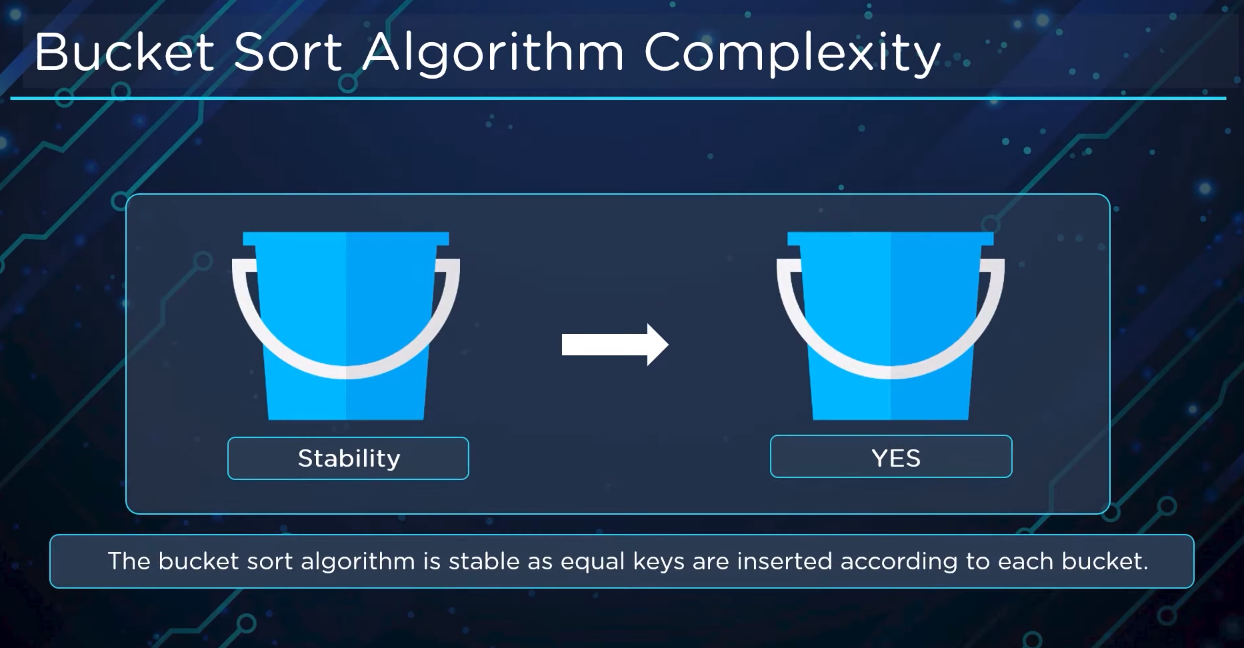 Bucket Sort Algorithm Complexity
Stability
YES
The bucket sort algorithm is stable as equal keys are inserted according to each bucket.